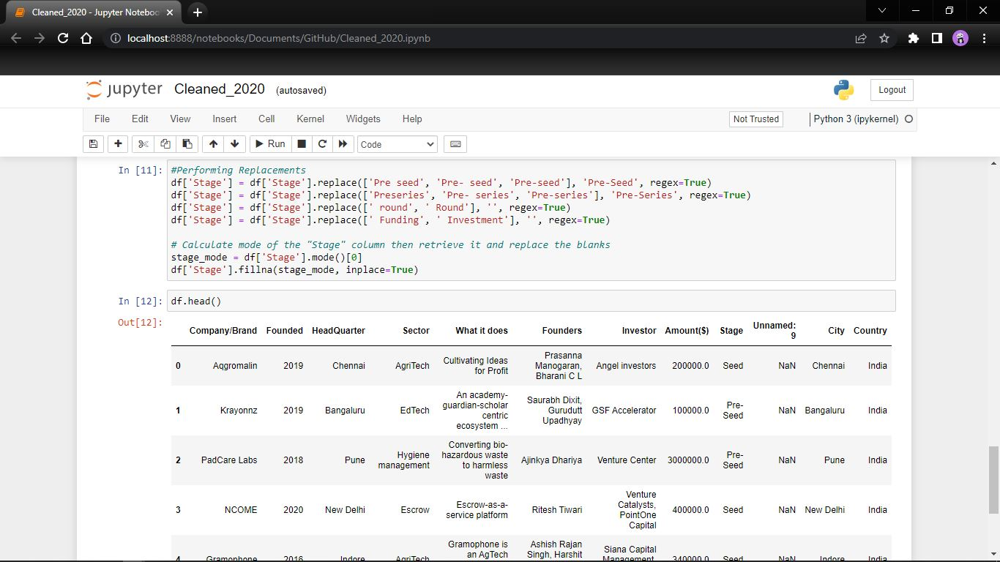 Cleaned_2020 - Jupyter Noteboo
localhost:8888/notebooks/Documents/GitHub/Cleaned_2020.ipynb
jupyter Cleaned_2020 (autosaved)
Logout
File Edit View Insert Cell Kernel Widgets Help
Not Trusted
Python 3 (ipykernel)
Run
Code
In [11]:
#Performing Replacements
df['Stage'] = df['Stage'].replace(['Pre seed', 'Pre- seed', 'Pre-seed'], 'Pre-Seed', regex=True)
df['Stage'] = df['Stage'].replace(['Preseries', 'Pre- series', 'Pre-series'], 'Pre-Series', regex=True)
df['Stage'] = df['Stage'].replace([' round', ' Round'], '', regex=True)
df['Stage'] = df['Stage'].replace([' Funding', ' Investment'], '', regex=True)
# Calculate mode of the "Stage" column then retrieve it and replace the blanks
stage_mode = df['Stage'].mode()[0]
df['Stage'].fillna(stage_mode, inplace=True)
In [12]: df.head()
Out[12]:
Company/Brand Founded HeadQuarter Sector What it does Founders Investor Amount($) Stage Unnamed: 9 City Country
0 Aqgromalin 2019 Chennai AgriTech Cultivating Ideas for Profit Prasanna Manogaran, Bharani C L Angel investors 200000.0 Seed NaN Chennai India
1 Krayonnz 2019 Bangaluru EdTech An academy-guardian-scholar centric ecosystem ... Saurabh Dixit, Gurudutt Upadhyay GSF Accelerator 100000.0 Pre-Seed NaN Bangaluru India
2 PadCare Labs 2018 Pune Hygiene management Converting bio-hazardous waste to harmless waste Ajinkya Dhariya Venture Center 3000000.0 Pre-Seed NaN Pune India
3 NCOME 2020 New Delhi Escrow Escrow-as-a-service platform Ritesh Tiwari Venture Catalysts, PointOne Capital 400000.0 Seed NaN New Delhi India
4 Gramophone 2016 Indore AgriTech Gramophone is an AgTech Ashish Rajan Singh, Harshit Siana Capital Management, 340000.0 Seed NaN Indore India